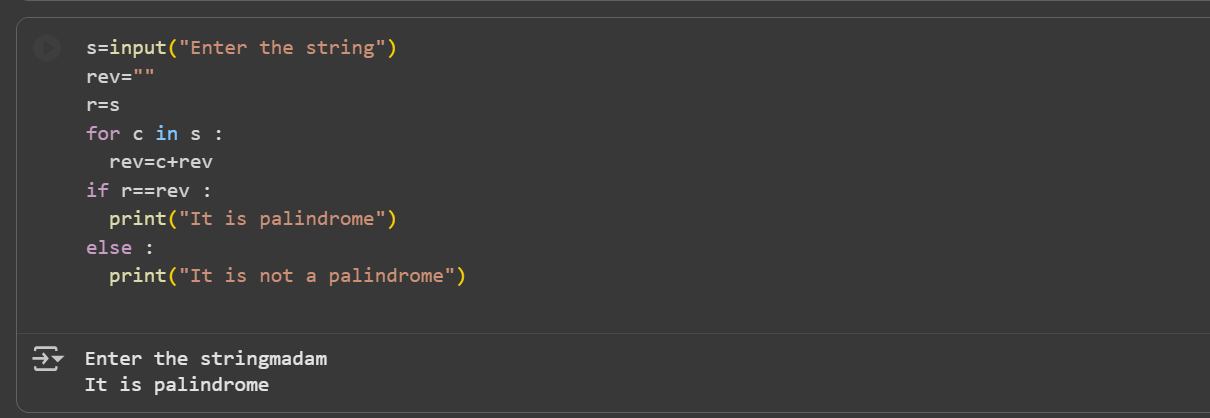 s=input("Enter the string")
rev=""
r=s
for c in s :
  rev=c+rev
if r==rev :
  print("It is palindrome")
else :
  print("It is not a palindrome")
Enter the stringmadam
It is palindrome